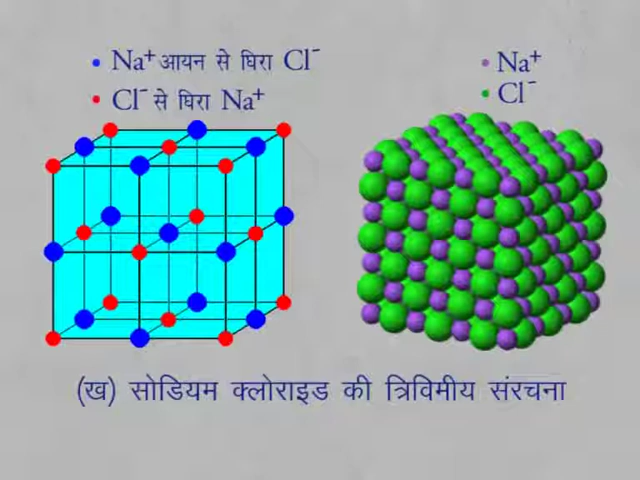 • Na⁺ आयन से घिरा Cl⁻
• Cl⁻ से घिरा Na⁺
• Na⁺
• Cl⁻
(ख) सोडियम क्लोराइड की त्रिविमीय संरचना